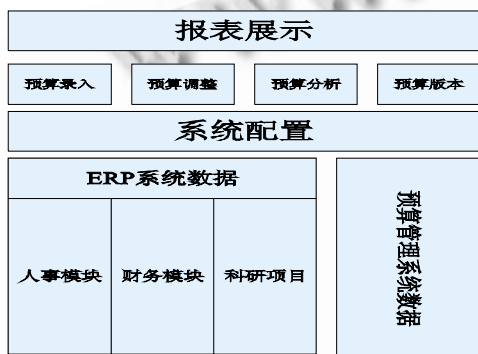 报表展示
预算录入 预算调整 预算分析 预算版本
系统配置
ERP系统数据
人事模块 财务模块 科研项目
预算管理系统数据